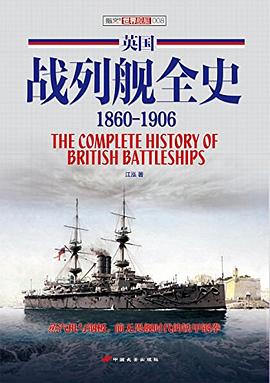 指文 世界舰艇 008
英国
战列舰全史
1860-1906
THE COMPLETE HISTORY OF
BRITISH BATTLESHIPS
江泓 著
中国长安出版社